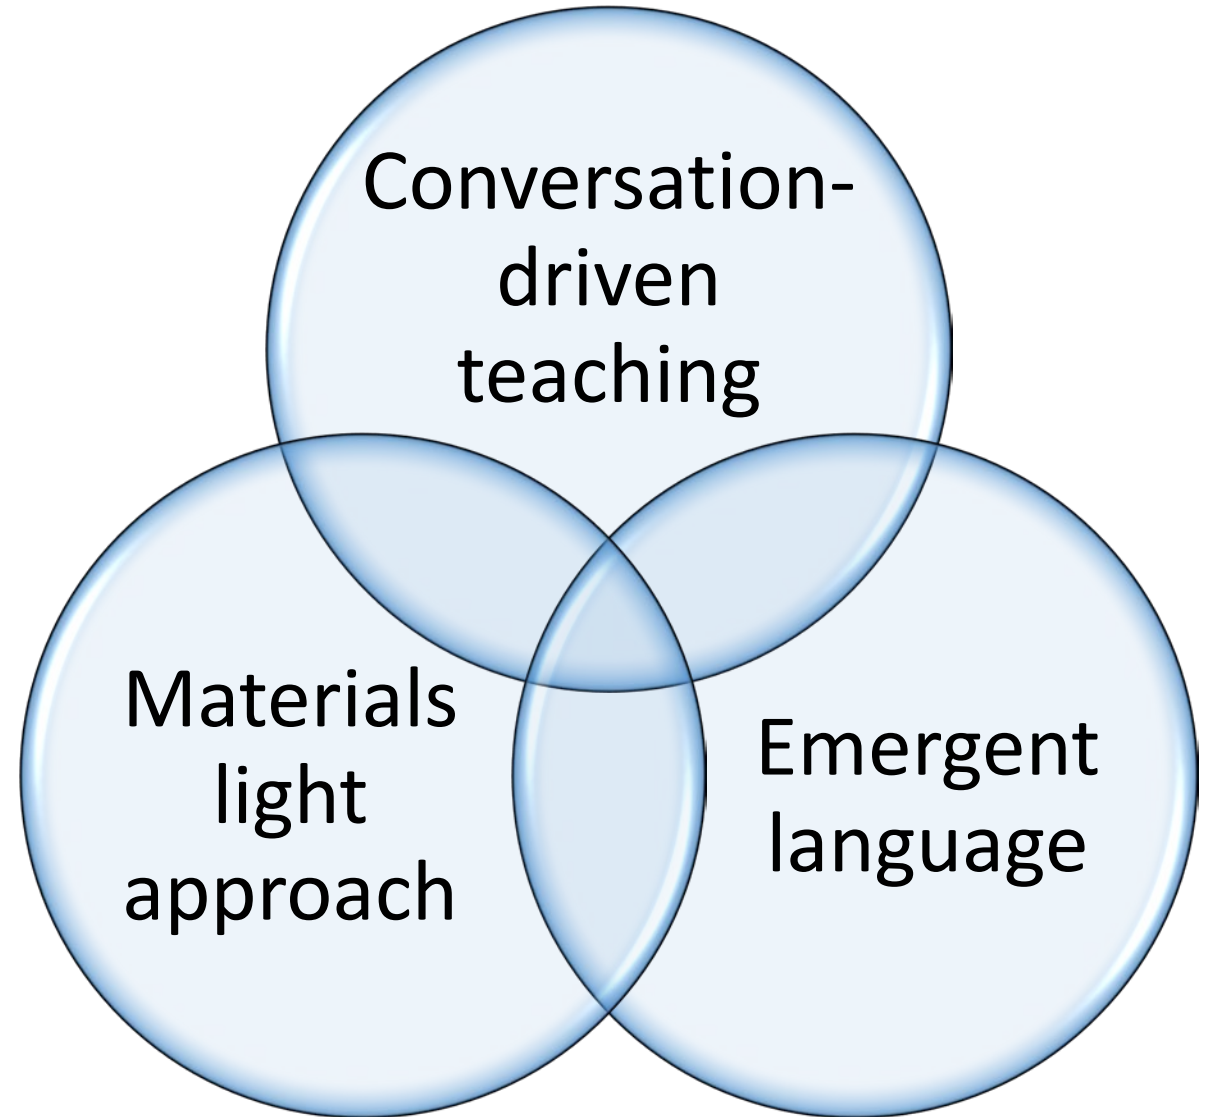 Conversation-
driven
teaching
Materials
light
approach
Emergent
language